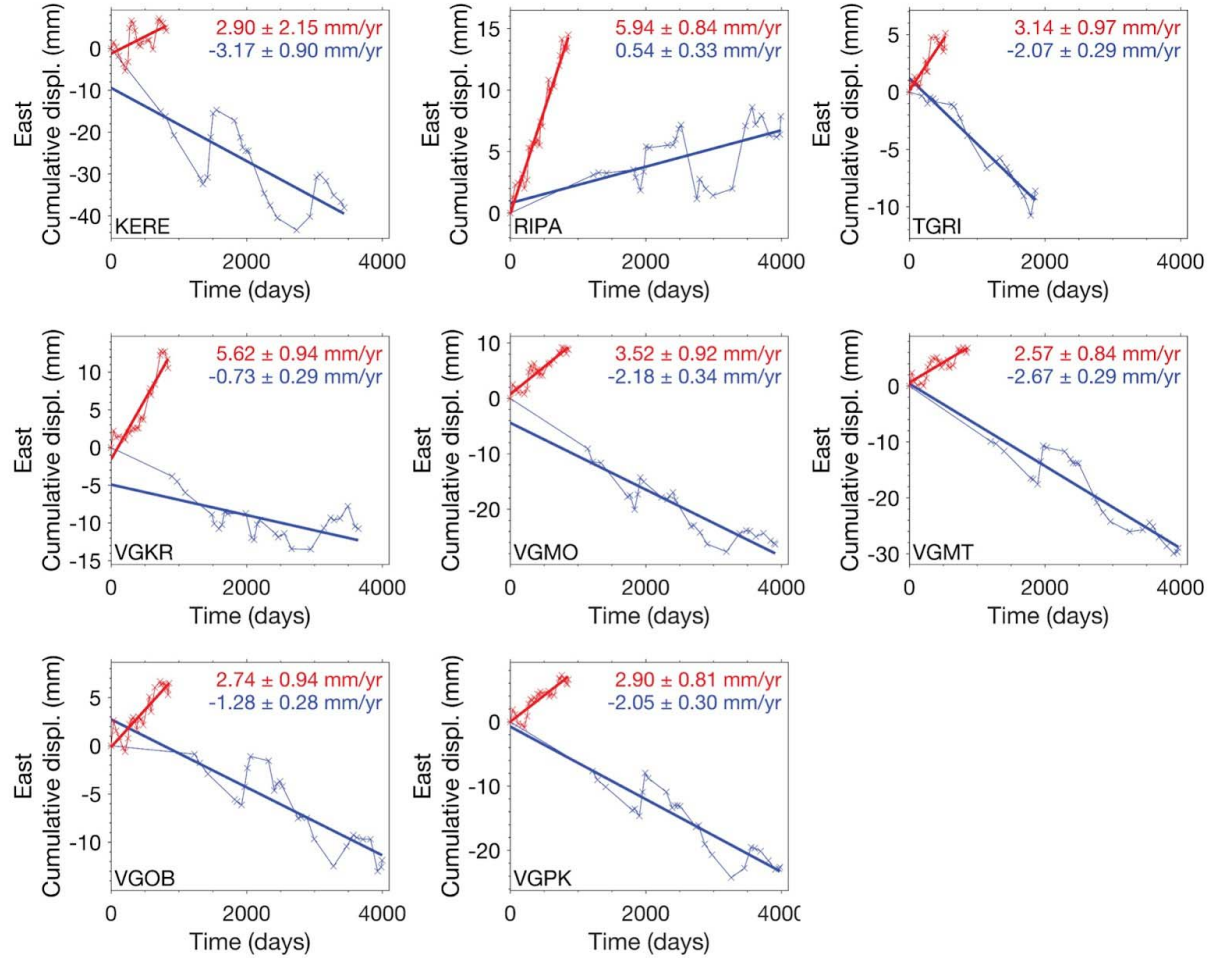 East
Cumulative displ. (mm)
0
-10
-20
-30
-40
2.90 ± 2.15 mm/yr
-3.17 ± 0.90 mm/yr
KERE
0 2000 4000
Time (days)
East
Cumulative displ. (mm)
15
10
5
0
5.94 ± 0.84 mm/yr
0.54 ± 0.33 mm/yr
RIPA
0 2000 4000
Time (days)
East
Cumulative displ. (mm)
5
0
-10
3.14 ± 0.97 mm/yr
-2.07 ± 0.29 mm/yr
TGRI
0 2000 4000
Time (days)
East
Cumulative displ. (mm)
10
5
0
-5
-10
-15
5.62 ± 0.94 mm/yr
-0.73 ± 0.29 mm/yr
VGKR
0 2000 4000
Time (days)
East
Cumulative displ. (mm)
10
0
-10
-20
3.52 ± 0.92 mm/yr
-2.18 ± 0.34 mm/yr
VGMO
0 2000 4000
Time (days)
East
Cumulative displ. (mm)
0
-10
-20
-30
2.57 ± 0.84 mm/yr
-2.67 ± 0.29 mm/yr
VGMT
0 2000 4000
Time (days)
East
Cumulative displ. (mm)
5
0
-5
-10
2.74 ± 0.94 mm/yr
-1.28 ± 0.28 mm/yr
VGOB
0 2000 4000
Time (days)
East
Cumulative displ. (mm)
0
-10
-20
2.90 ± 0.81 mm/yr
-2.05 ± 0.30 mm/yr
VGPK
0 2000 4000
Time (days)